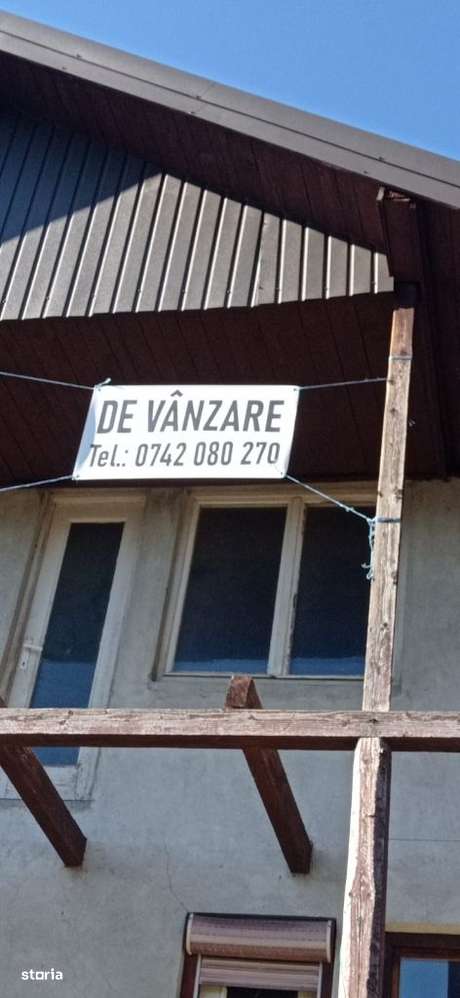 DE VÂNZARE
Tel.: 0742 080 270
storia